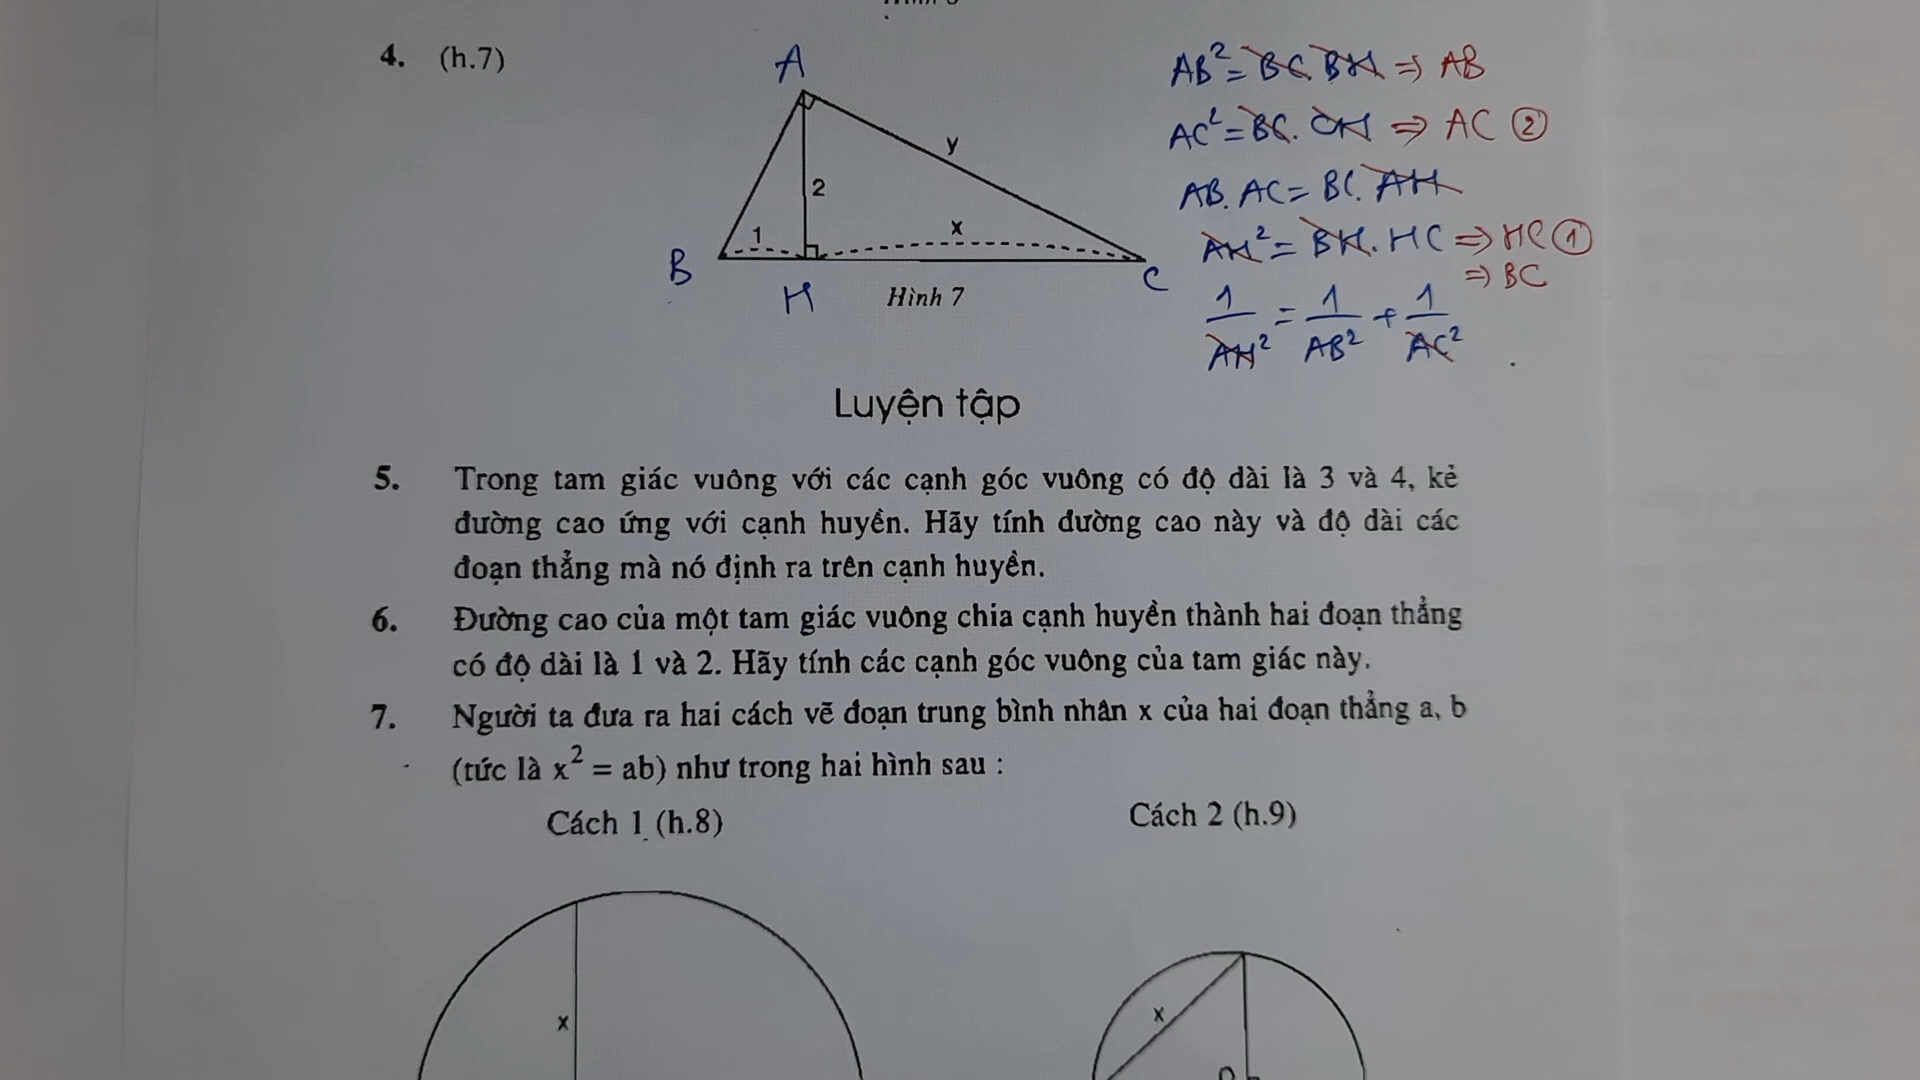 4. (h.7)
A
y
2
1
x
B
H
C
Hình 7
AB² = BC. BH ⇒ AB
AC² = BC. CH ⇒ AC ②
AB. AC = BC. AH
AH² = BH. HC ⇒ HC ①
⇒ BC
1/AH² = 1/AB² + 1/AC²
Luyện tập
5. Trong tam giác vuông với các cạnh góc vuông có độ dài là 3 và 4, kẻ
đường cao ứng với cạnh huyền. Hãy tính đường cao này và độ dài các
đoạn thẳng mà nó định ra trên cạnh huyền.
6. Đường cao của một tam giác vuông chia cạnh huyền thành hai đoạn thẳng
có độ dài là 1 và 2. Hãy tính các cạnh góc vuông của tam giác này.
7. Người ta đưa ra hai cách vẽ đoạn trung bình nhân x của hai đoạn thẳng a, b
(tức là x² = ab) như trong hai hình sau :
Cách 1 (h.8)
Cách 2 (h.9)
x
x